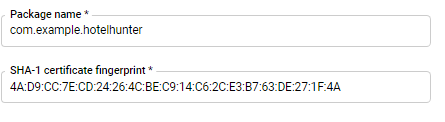 Package name *
com.example.hotelhunter
SHA-1 certificate fingerprint *
4A:D9:CC:7E:CD:24:26:4C:BE:C9:14:C6:2C:E3:B7:63:DE:27:1F:4A